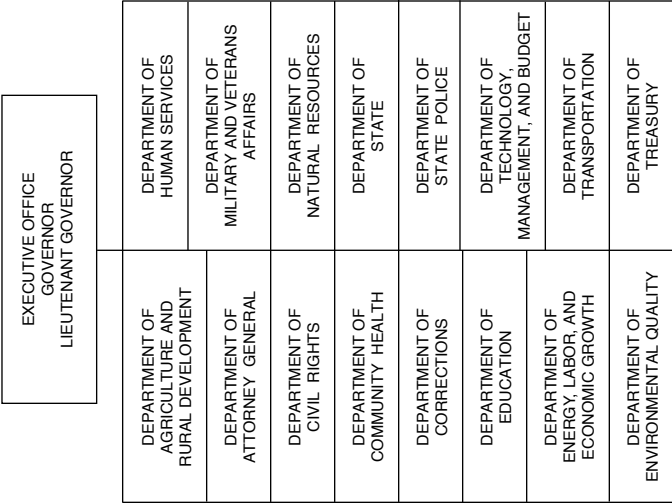 EXECUTIVE OFFICE
GOVERNOR
LIEUTENANT GOVERNOR
DEPARTMENT OF
AGRICULTURE AND
RURAL DEVELOPMENT
DEPARTMENT OF
ATTORNEY GENERAL
DEPARTMENT OF
CIVIL RIGHTS
DEPARTMENT OF
COMMUNITY HEALTH
DEPARTMENT OF
CORRECTIONS
DEPARTMENT OF
EDUCATION
DEPARTMENT OF
ENERGY, LABOR, AND
ECONOMIC GROWTH
DEPARTMENT OF
ENVIRONMENTAL QUALITY
DEPARTMENT OF
HUMAN SERVICES
DEPARTMENT OF
MILITARY AND VETERANS
AFFAIRS
DEPARTMENT OF
NATURAL RESOURCES
DEPARTMENT OF
STATE
DEPARTMENT OF
STATE POLICE
DEPARTMENT OF
TECHNOLOGY,
MANAGEMENT, AND BUDGET
DEPARTMENT OF
TRANSPORTATION
DEPARTMENT OF
TREASURY